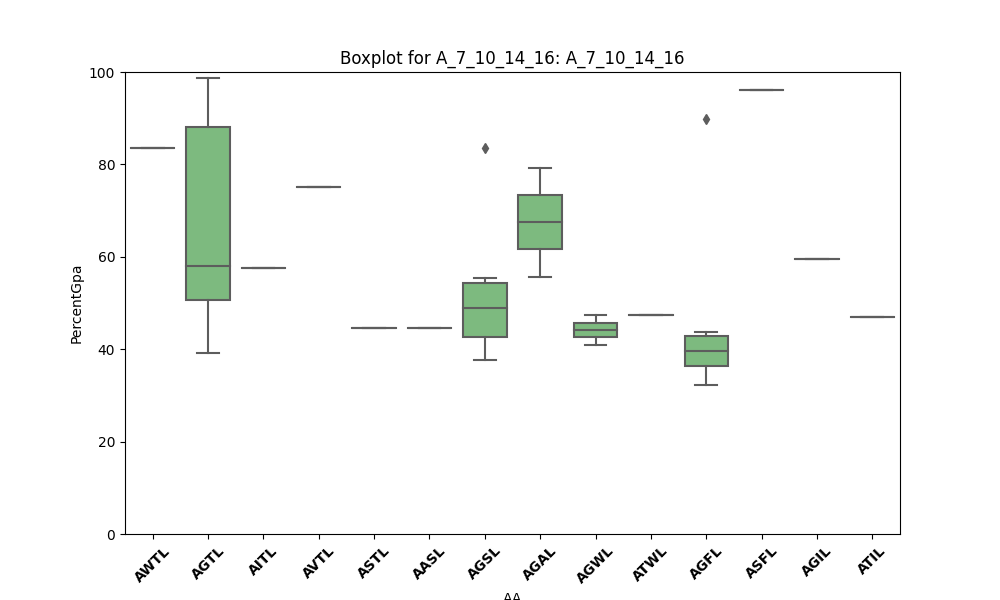 Boxplot for A_7_10_14_16: A_7_10_14_16
100
80
60
40
20
0
PercentGpa
AWTL AGTL AITL AVTL ASTL AASL AGSL AGAL AGWL ATWL AGFL ASFL AGIL ATIL
AA